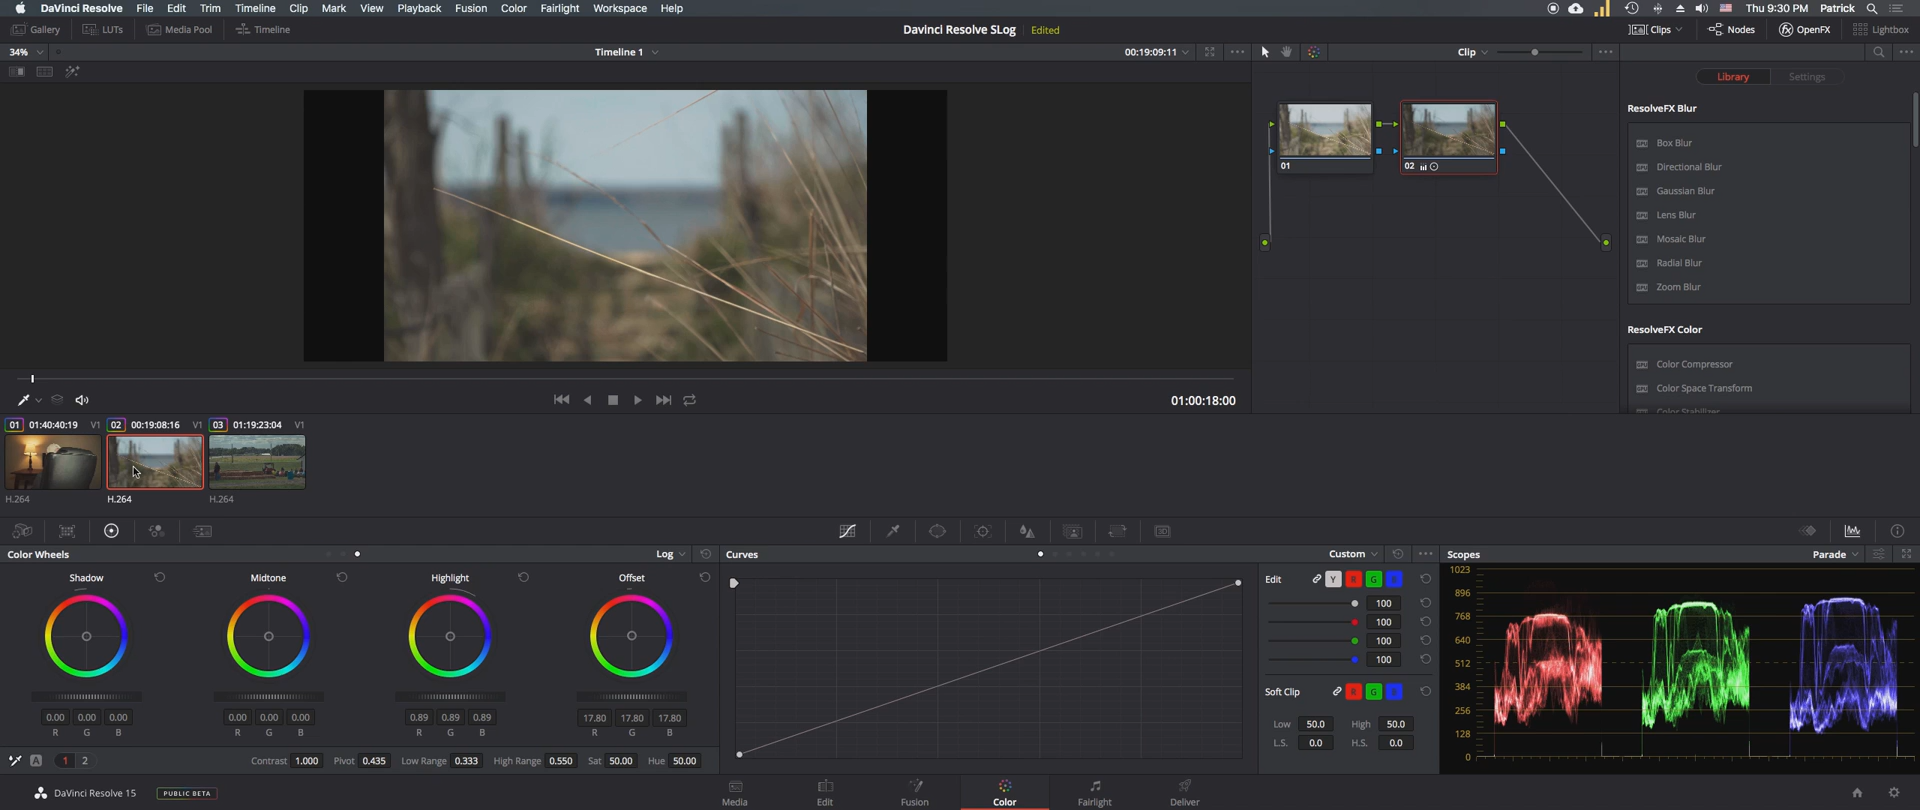 DaVinci Resolve File Edit Trim Timeline Clip Mark View Playback Fusion Color Fairlight Workspace Help Thu 9:30 PM Patrick
Gallery LUTs Media Pool Timeline Davinci Resolve SLog Edited Clips Nodes OpenFX Lightbox
34% Timeline 1 00:19:09:11 Clip
Library Settings
ResolveFX Blur
Box Blur
Directional Blur
Gaussian Blur
Lens Blur
Mosaic Blur
Radial Blur
Zoom Blur
01 02
ResolveFX Color
Color Compressor
Color Space Transform
Color Stabilizer
01:00:18:00
01 01:40:40:19 V1 02 00:19:08:16 V1 03 01:19:23:04 V1
H.264 H.264 H.264
3D
Color Wheels Log Curves Custom Scopes Parade
Shadow Midtone Highlight Offset
Edit Y R G B
100
100
100
100
Soft Clip R G B
Low 50.0 High 50.0
L.S. 0.0 H.S. 0.0
1023
896
768
640
512
384
256
128
0
0.00 0.00 0.00 0.00 0.00 0.00 0.89 0.89 0.89 17.80 17.80 17.80
R G B R G B R G B R G B
A 1 2 Contrast 1.000 Pivot 0.435 Low Range 0.333 High Range 0.550 Sat 50.00 Hue 50.00
DaVinci Resolve 15 PUBLIC BETA Media Edit Fusion Color Fairlight Deliver